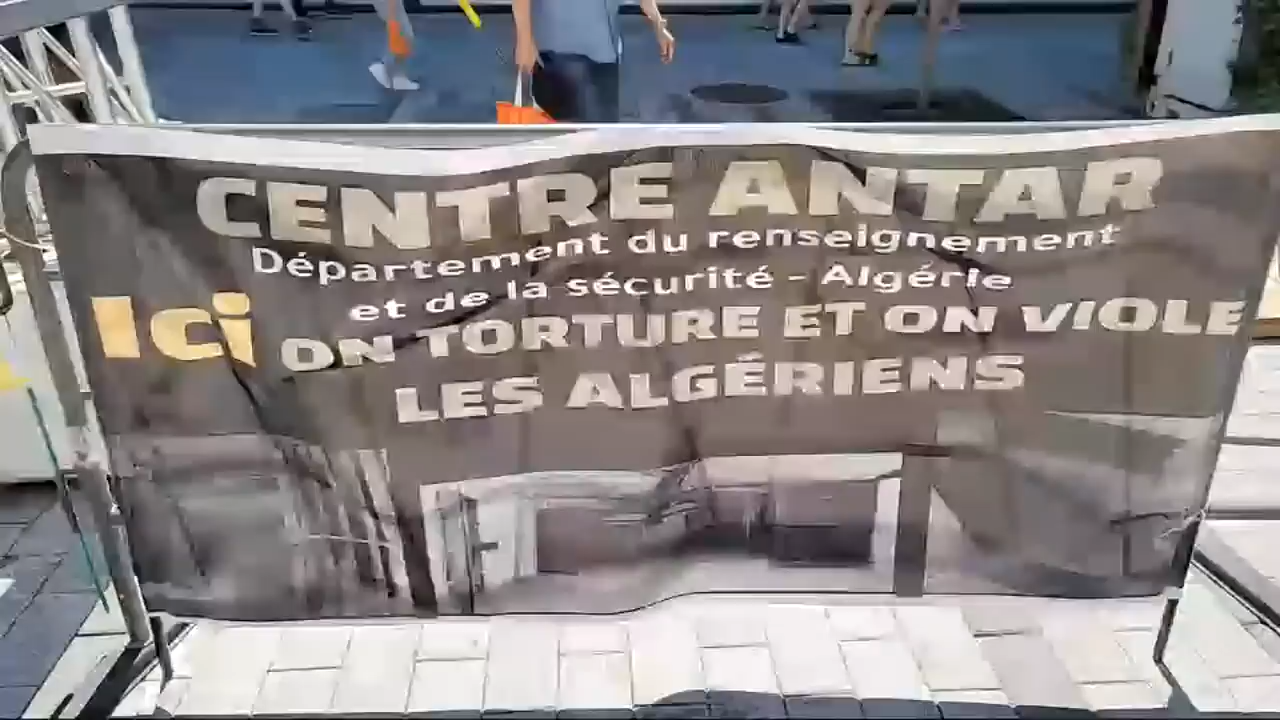 CENTRE ANTAR
Département du renseignement
et de la sécurité - Algérie
Ici ON TORTURE ET ON VIOLE
LES ALGÉRIENS